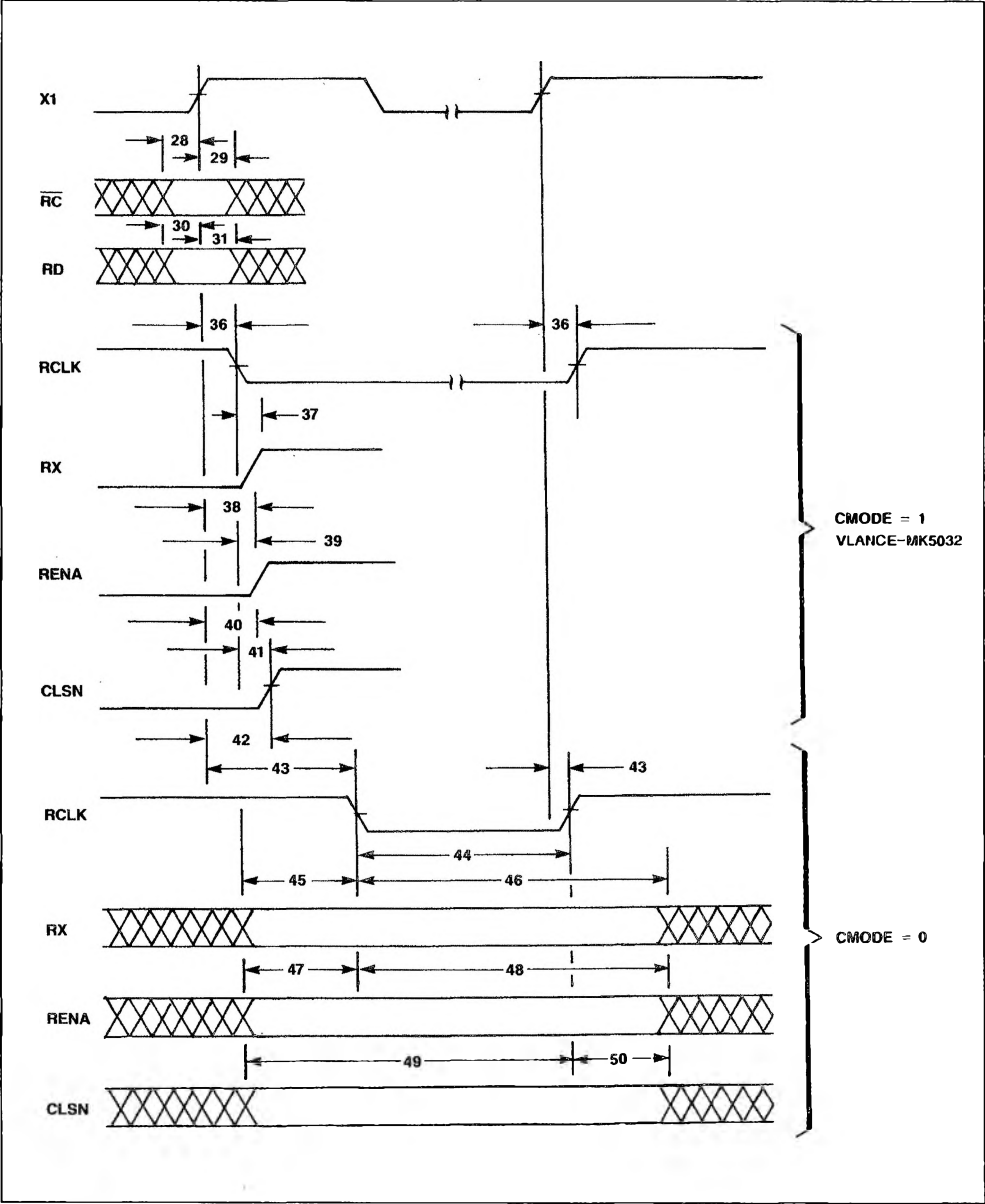 X1
28
29
RC
30
31
RD
36
36
RCLK
37
RX
38
39
RENA
40
41
CLSN
42
CMODE = 1
VLANCE-MK5032
43
43
RCLK
44
45
46
RX
CMODE = 0
47
48
RENA
49
50
CLSN